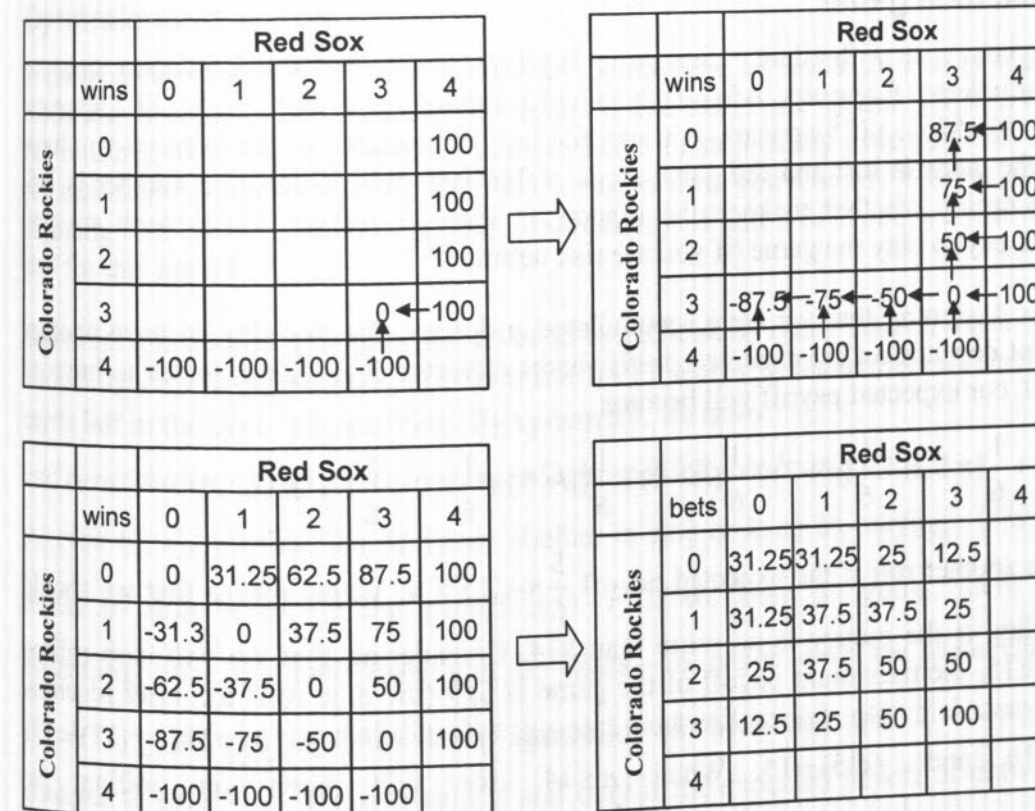 Red Sox
wins 0 1 2 3 4
Colorado Rockies
0 100
1 100
2 100
3 0 100
4 -100 -100 -100 -100
Red Sox
wins 0 1 2 3 4
Colorado Rockies
0 87.5 100
1 75 100
2 50 100
3 -87.5 -75 -50 0 100
4 -100 -100 -100 -100
Red Sox
wins 0 1 2 3 4
Colorado Rockies
0 0 31.25 62.5 87.5 100
1 -31.3 0 37.5 75 100
2 -62.5 -37.5 0 50 100
3 -87.5 -75 -50 0 100
4 -100 -100 -100 -100
Red Sox
bets 0 1 2 3 4
Colorado Rockies
0 31.25 31.25 25 12.5
1 31.25 37.5 37.5 25
2 25 37.5 50 50
3 12.5 25 50 100
4